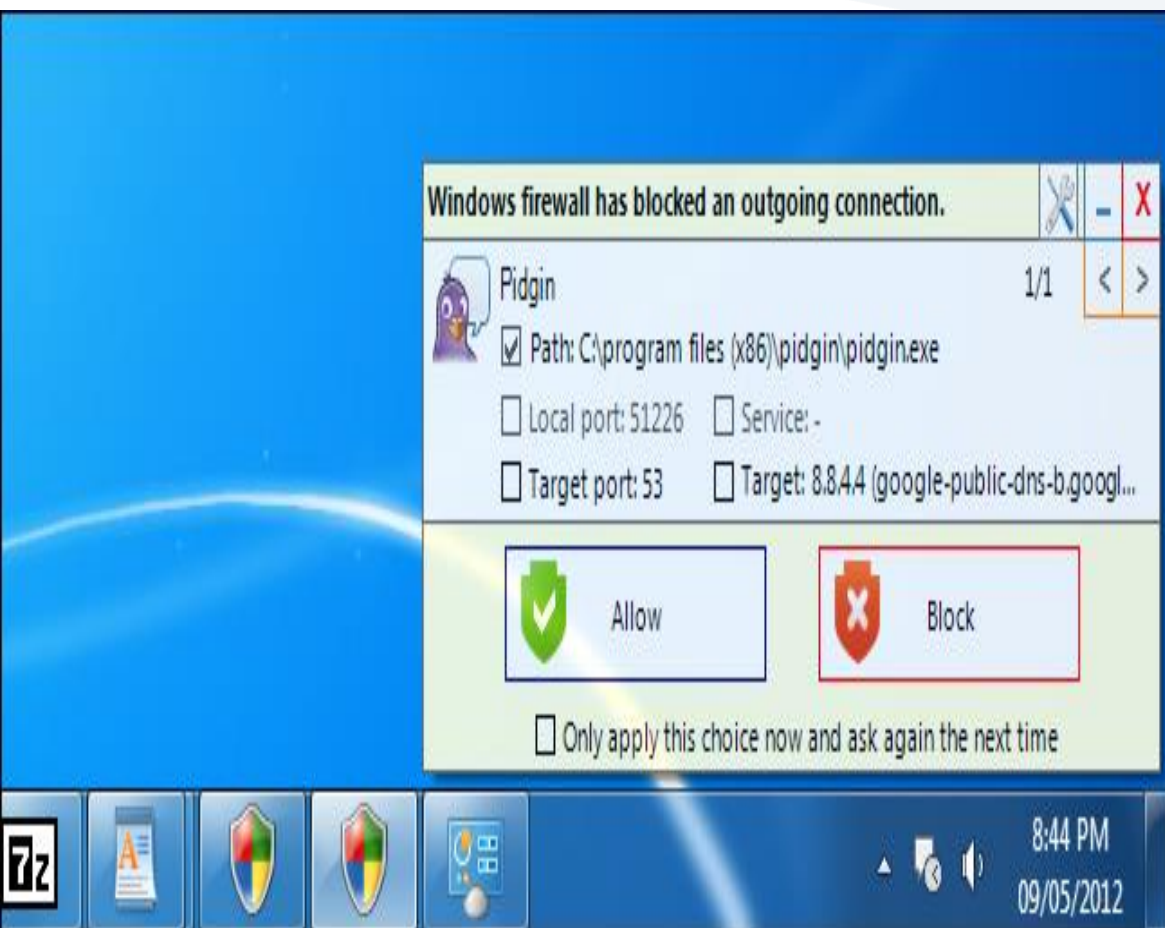 Windows firewall has blocked an outgoing connection.
X
Pidgin
1/1
< >
Path: C:\program files (x86)\pidgin\pidgin.exe
Local port: 51226 Service: -
Target port: 53 Target: 8.8.4.4 (google-public-dns-b.googl...
Allow Block
Only apply this choice now and ask again the next time
7z
A
8:44 PM
09/05/2012